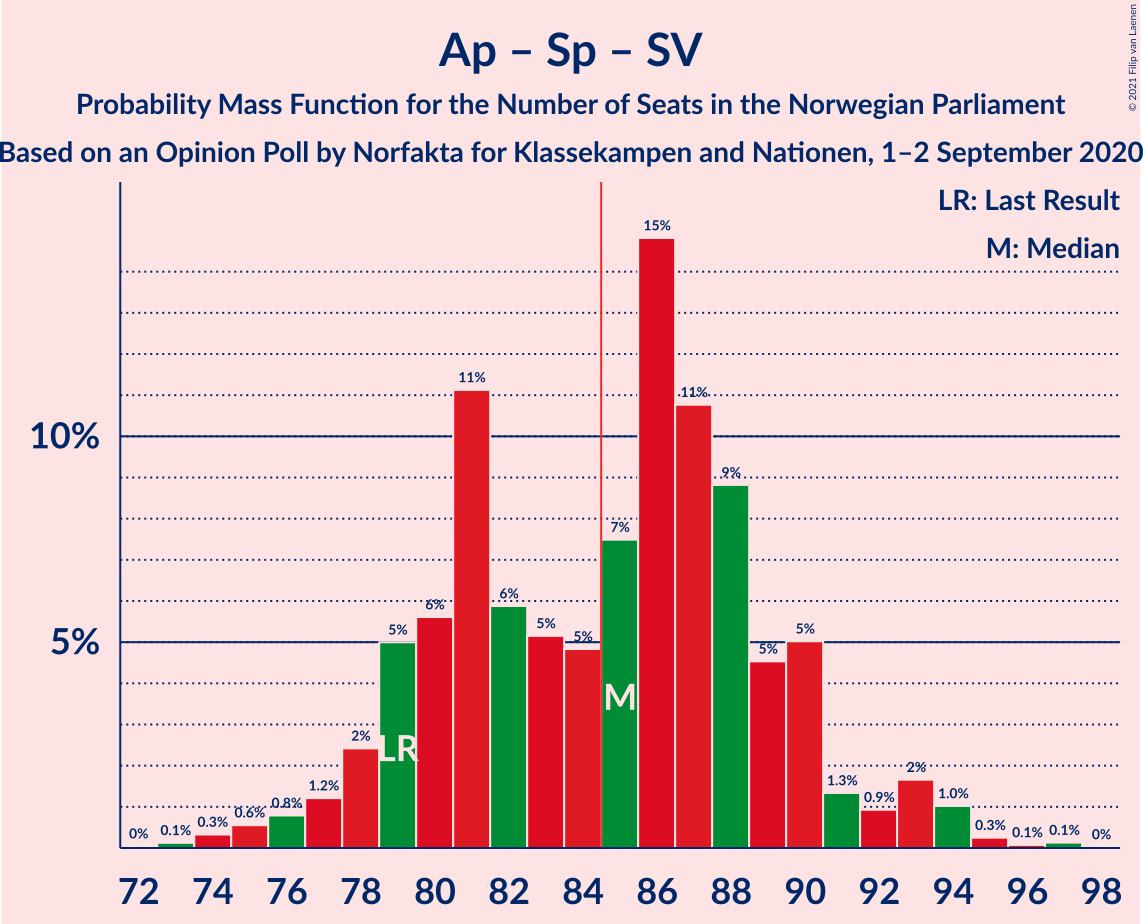 Ap – Sp – SV
Probability Mass Function for the Number of Seats in the Norwegian Parliament
Based on an Opinion Poll by Norfakta for Klassekampen and Nationen, 1–2 September 2020
© 2021 Filip van Laenen
LR: Last Result
M: Median
10%
5%
0% 0.1% 0.3% 0.6% 0.8% 1.2% 2% 5% 6% 11% 6% 5% 5% 7% 15% 11% 9% 5% 5% 1.3% 0.9% 2% 1.0% 0.3% 0.1% 0.1% 0%
LR M
72 74 76 78 80 82 84 86 88 90 92 94 96 98